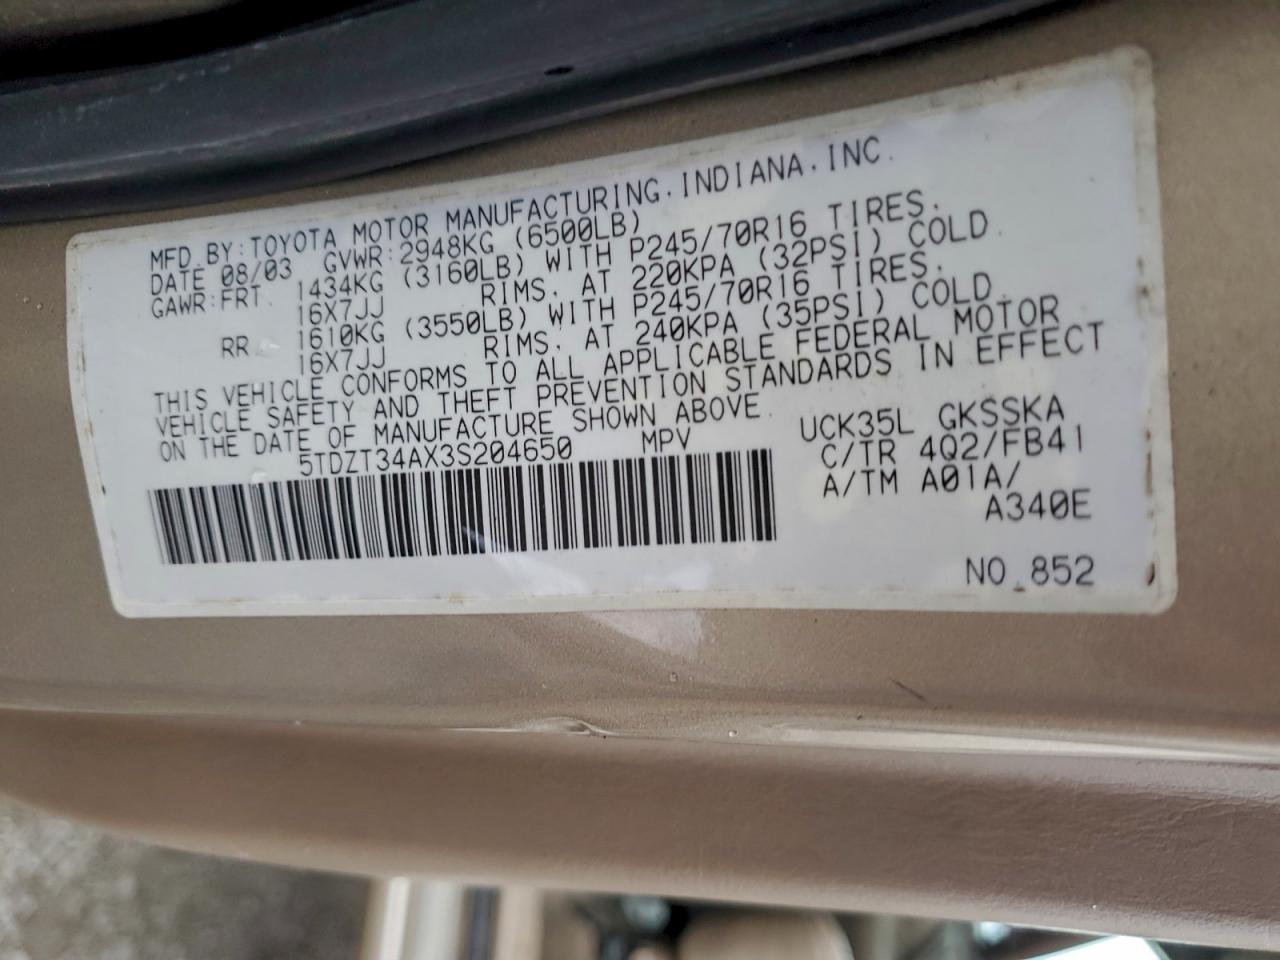 MFD.BY:TOYOTA MOTOR MANUFACTURING.INDIANA.INC.
DATE 08/03 GVWR:2948KG (6500LB)
GAWR:FRT. 1434KG (3160LB) WITH P245/70R16 TIRES.
16X7JJ RIMS. AT 220KPA (32PSI) COLD.
RR. 1610KG (3550LB) WITH P245/70R16 TIRES.
16X7JJ RIMS. AT 240KPA (35PSI) COLD.
THIS VEHICLE CONFORMS TO ALL APPLICABLE FEDERAL MOTOR
VEHICLE SAFETY AND THEFT PREVENTION STANDARDS IN EFFECT
ON THE DATE OF MANUFACTURE SHOWN ABOVE.
5TDZT34AX3S204650 MPV
UCK35L GKSSKA
C/TR 4Q2/FB41
A/TM A01A/
A340E
NO.852